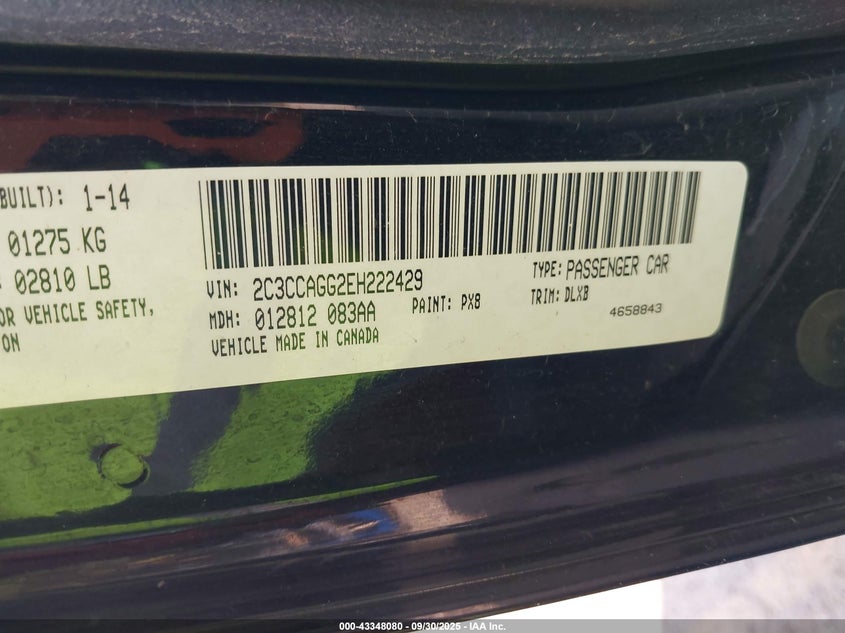 BUILT): 1-14
01275 KG
02810 LB
OR VEHICLE SAFETY,
ON
VIN: 2C3CCAGG2EH222429
TYPE: PASSENGER CAR
MDH: 012812 083AA
PAINT: PX8
TRIM: DLXB
VEHICLE MADE IN CANADA
4658843
000-43348080 - 09/30/2025 - IAA Inc.